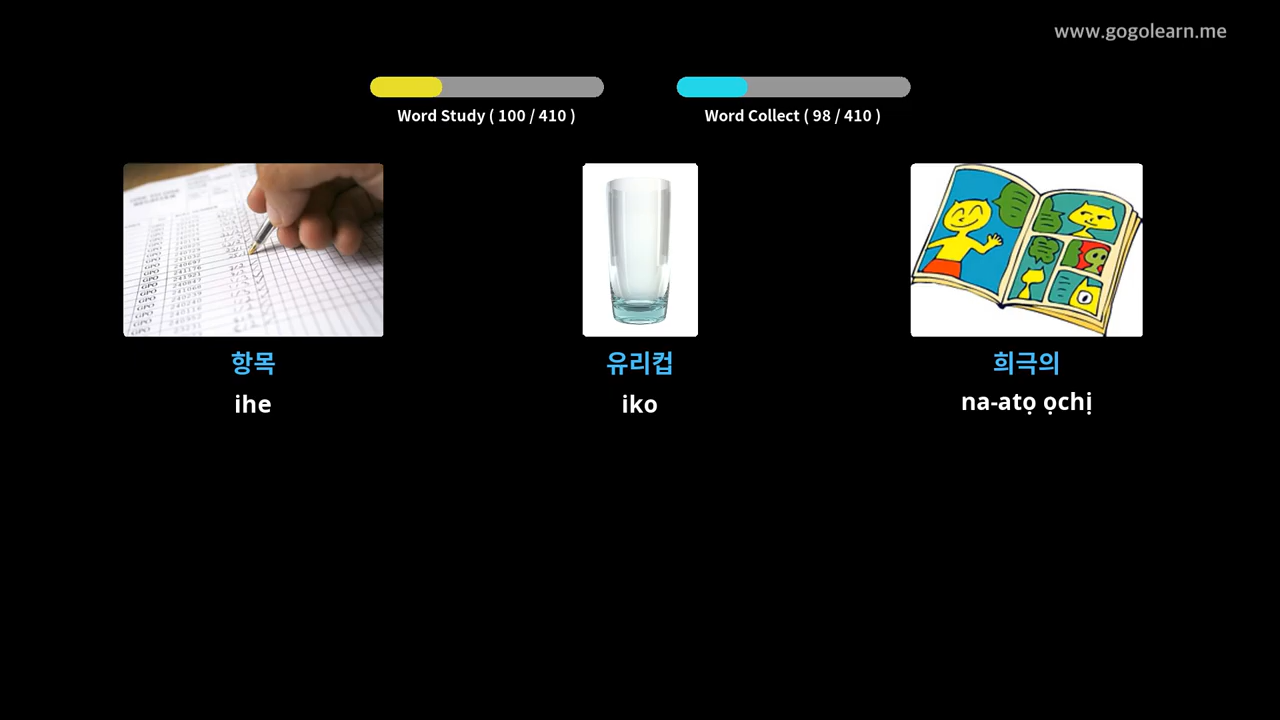 www.gogolearn.me
Word Study ( 100 / 410 )
Word Collect ( 98 / 410 )
항목
유리컵
희극의
ihe
iko
na-atọ ọchị